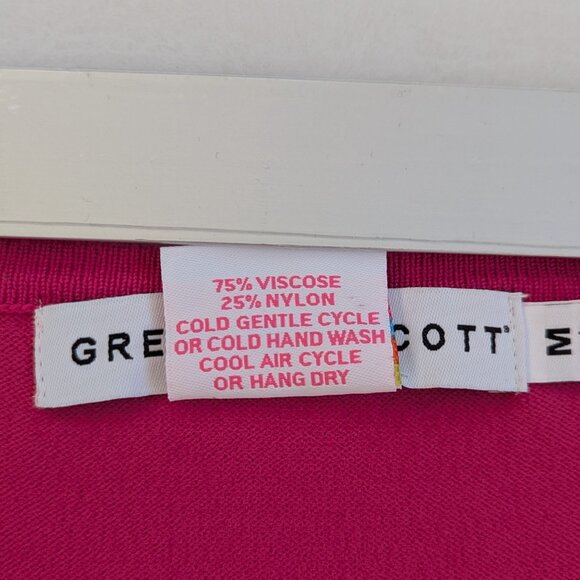 75% VISCOSE
25% NYLON
COLD GENTLE CYCLE
OR COLD HAND WASH
COOL AIR CYCLE
OR HANG DRY
GRE COTT®
M